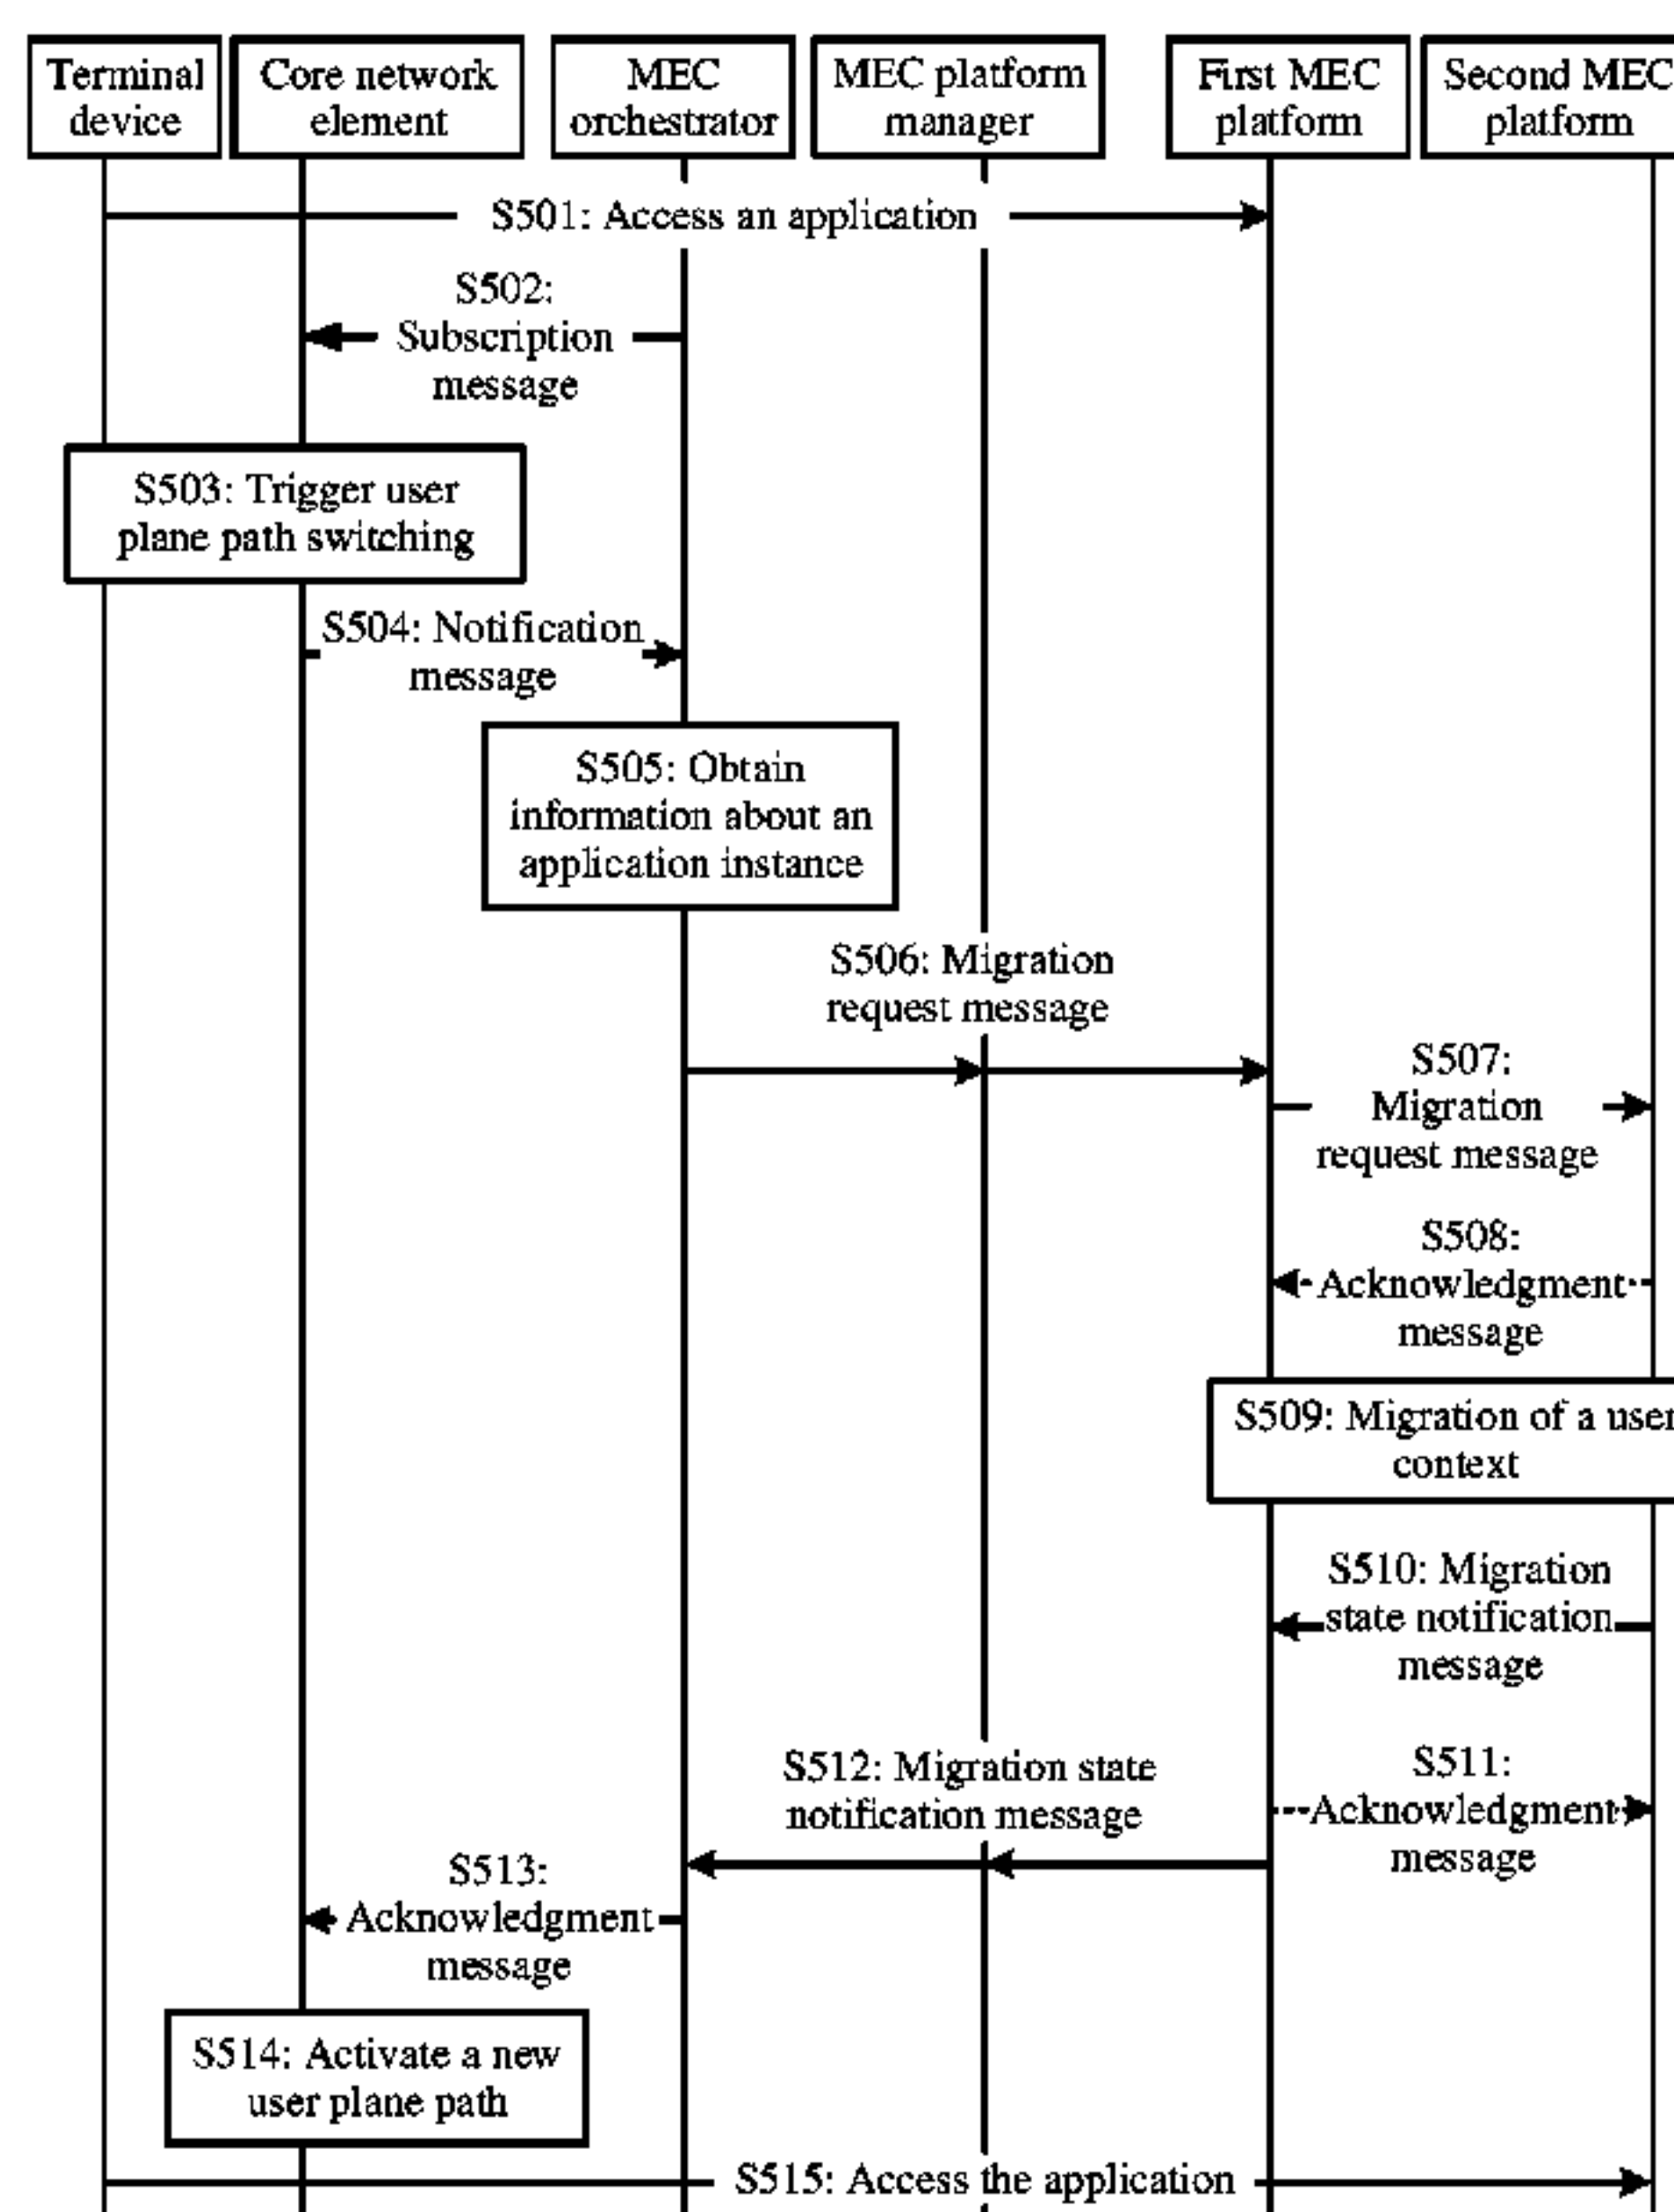 Terminal
device
Core network
element
MEC
orchestrator
MEC platform
manager
First MEC
platform
Second MEC
platform
S501: Access an application
S502:
Subscription
message
S503: Trigger user
plane path switching
S504: Notification
message
S505: Obtain
information about an
application instance
S506: Migration
request message
S507:
Migration
request message
S508:
Acknowledgment
message
S509: Migration of a user
context
S510: Migration
state notification
message
S511:
Acknowledgment
message
S512: Migration state
notification message
S513:
Acknowledgment
message
S514: Activate a new
user plane path
S515: Access the application